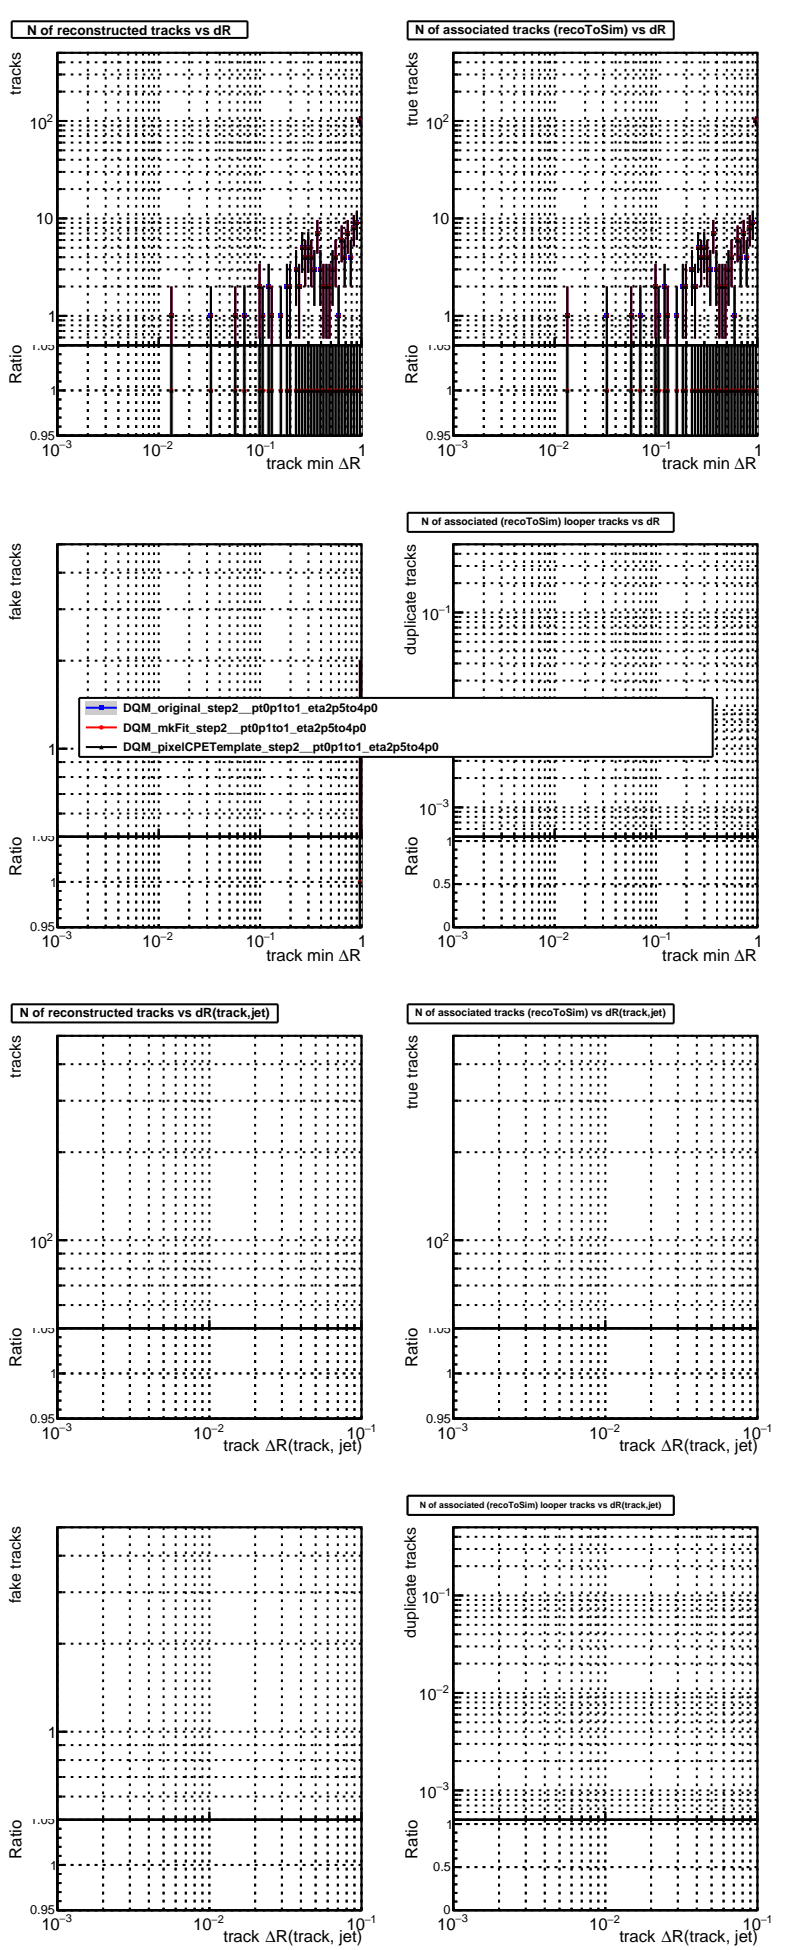 N of reconstructed tracks vs dR
tracks
10²
10
1
1.05
Ratio
1
0.95
10⁻³ 10⁻² 10⁻¹ 1
track min ΔR
N of associated tracks (recoToSim) vs dR
true tracks
10²
10
1
1.05
Ratio
1
0.95
10⁻³ 10⁻² 10⁻¹ 1
track min ΔR
fake tracks
1
1.05
Ratio
1
0.95
10⁻³ 10⁻² 10⁻¹ 1
track min ΔR
N of associated (recoToSim) looper tracks vs dR
duplicate tracks
10⁻¹
10⁻³
Ratio
1
0.5
0
10⁻³ 10⁻² 10⁻¹ 1
track min ΔR
DQM_original_step2__pt0p1to1_eta2p5to4p0
DQM_mkFit_step2__pt0p1to1_eta2p5to4p0
DQM_pixelCPETemplate_step2__pt0p1to1_eta2p5to4p0
N of reconstructed tracks vs dR(track,jet)
tracks
10²
1.05
Ratio
1
0.95
10⁻³ 10⁻² 10⁻¹
track ΔR(track, jet)
N of associated tracks (recoToSim) vs dR(track,jet)
true tracks
10²
1.05
Ratio
1
0.95
10⁻³ 10⁻² 10⁻¹
track ΔR(track, jet)
fake tracks
1
1.05
Ratio
1
0.95
10⁻³ 10⁻² 10⁻¹
track ΔR(track, jet)
N of associated (recoToSim) looper tracks vs dR(track,jet)
duplicate tracks
10⁻¹
10⁻²
10⁻³
Ratio
1
0.5
0
10⁻³ 10⁻² 10⁻¹
track ΔR(track, jet)